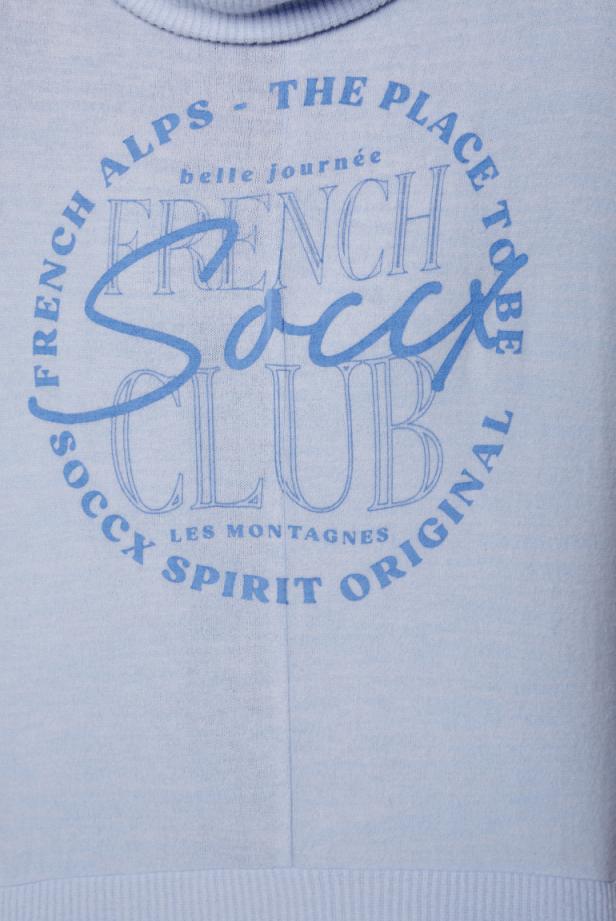 FRENCH ALPS - THE PLACE TO BE
belle journée
FRENCH
Soccx
CLUB
LES MONTAGNES
SOCCX SPIRIT ORIGINAL